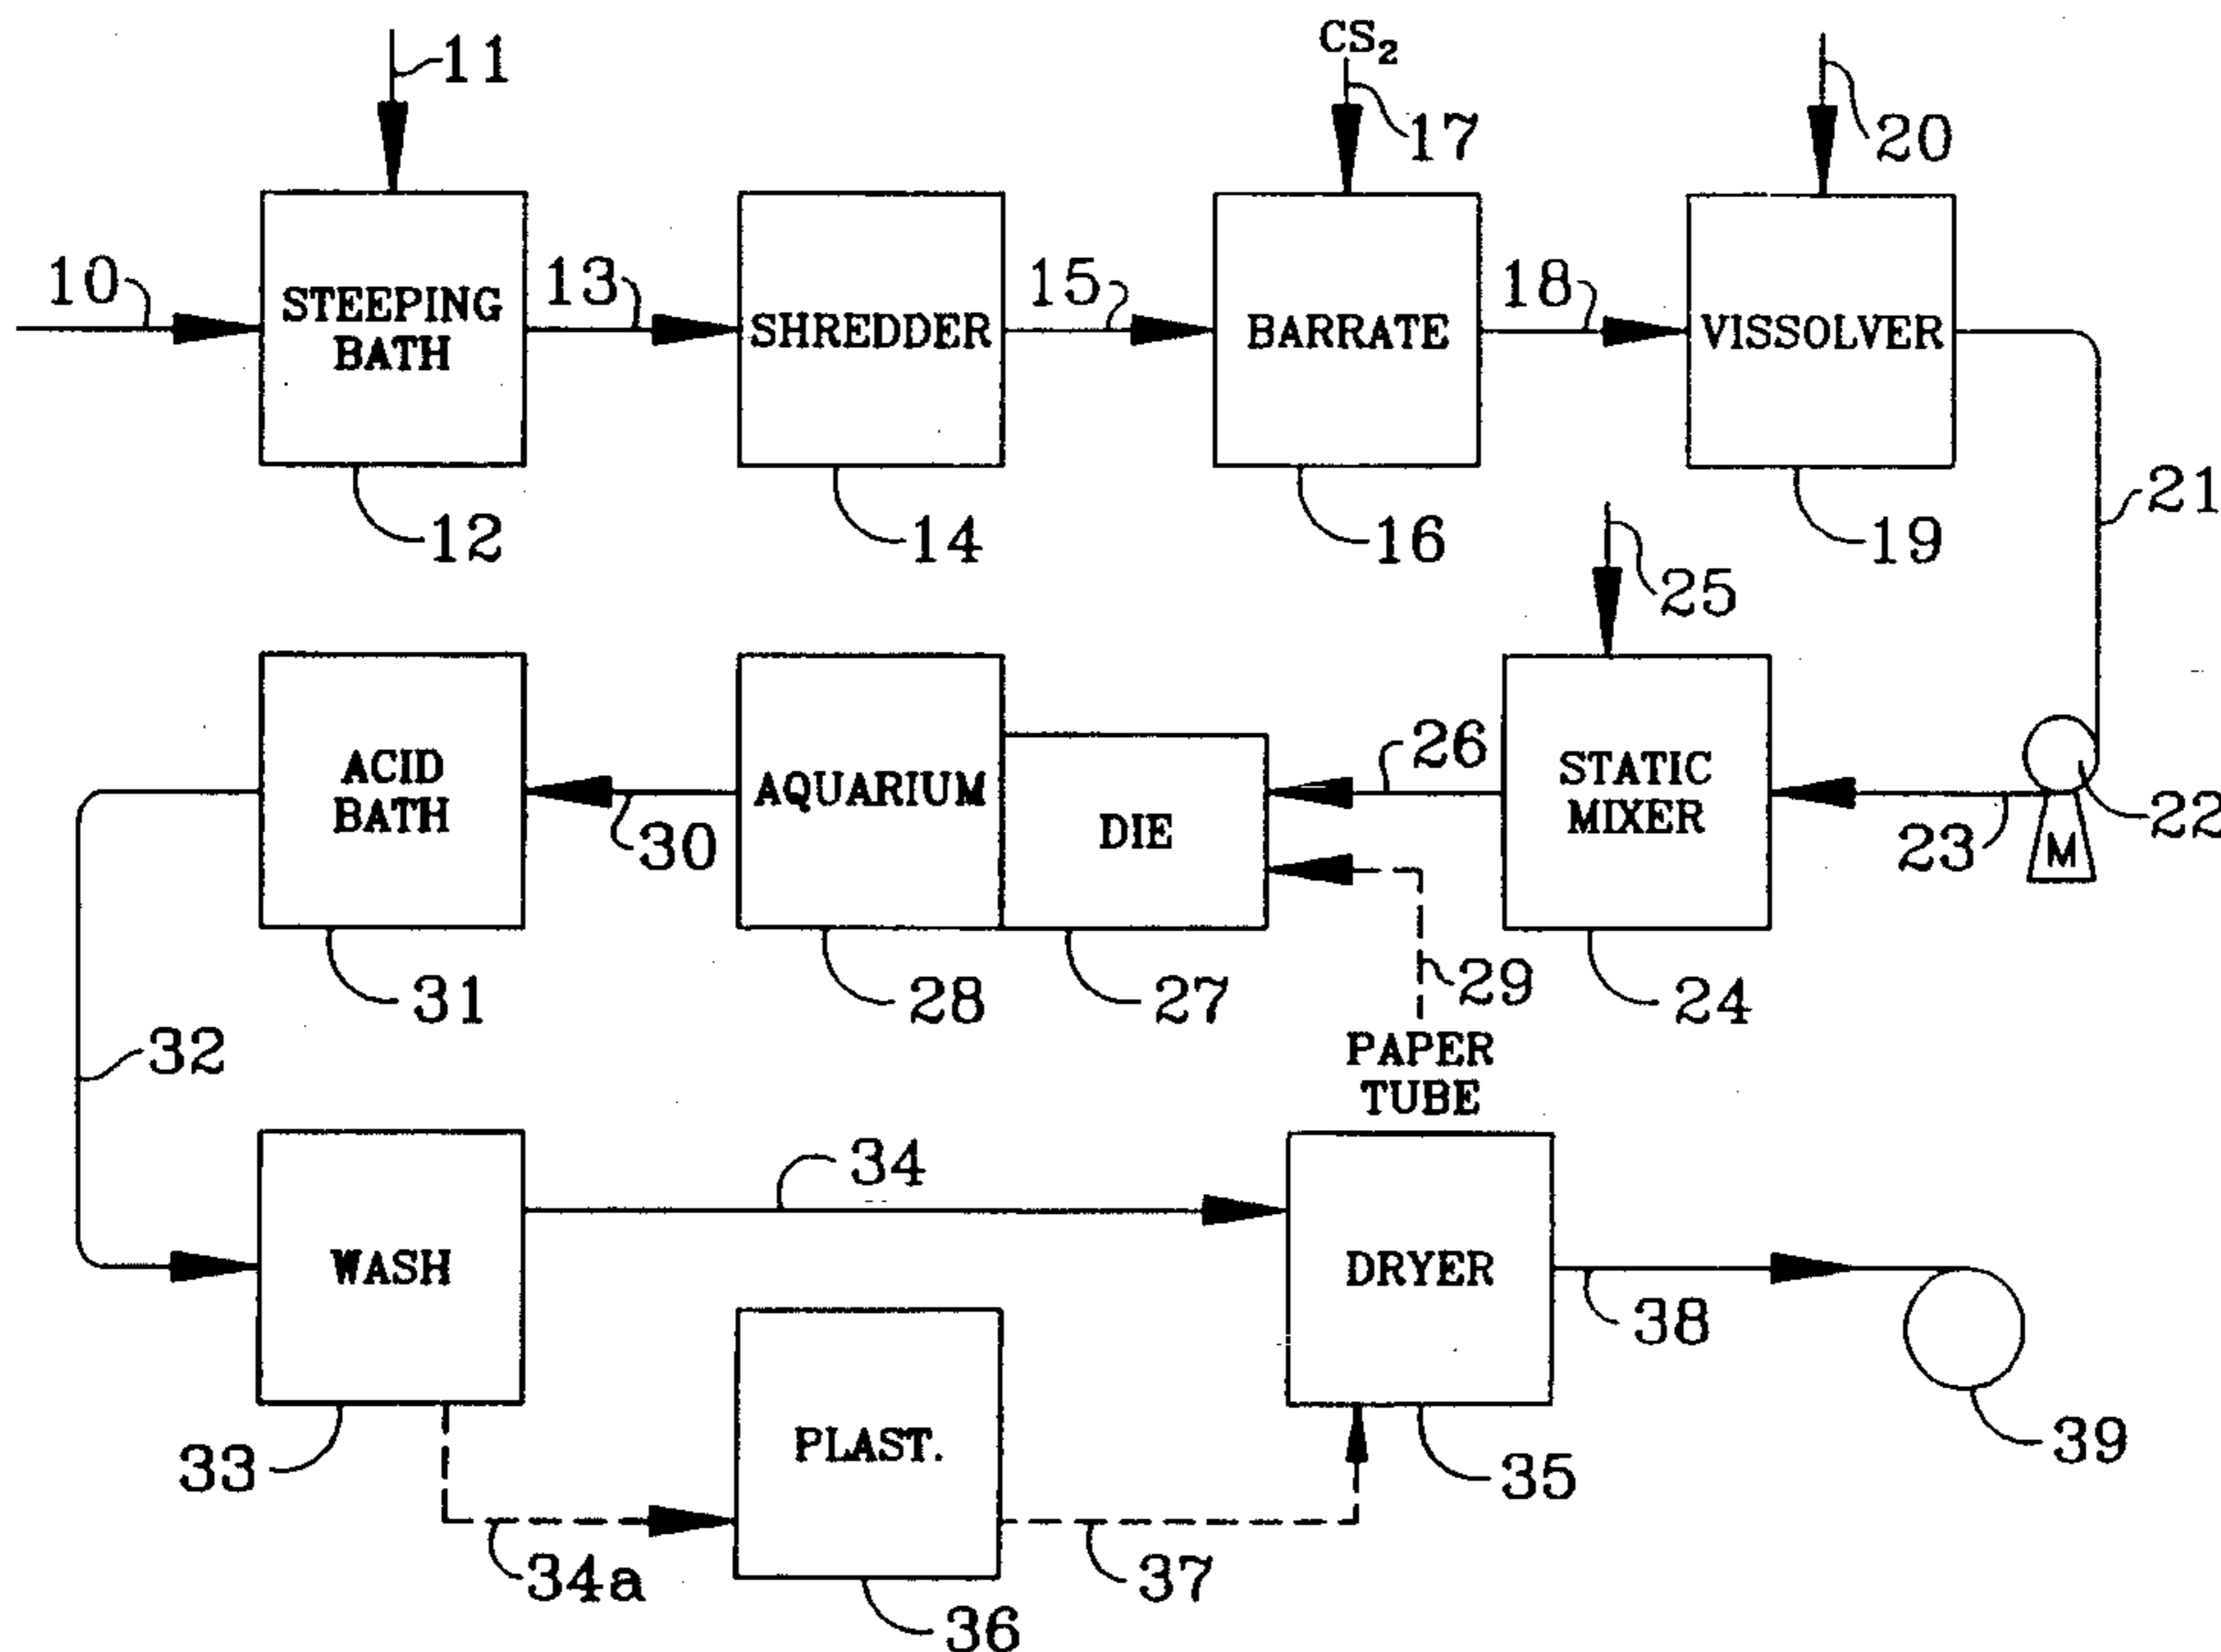 11
CS₂
17
20
10
STEEPING
BATH
13
SHREDDER
15
BARRATE
18
VISSOLVER
21
12
14
16
19
25
ACID
BATH
30
AQUARIUM
DIE
26
STATIC
MIXER
23
22
M
31
28
27
29
24
PAPER
TUBE
32
34
WASH
DRYER
38
39
33
PLAST.
35
34a
37
36